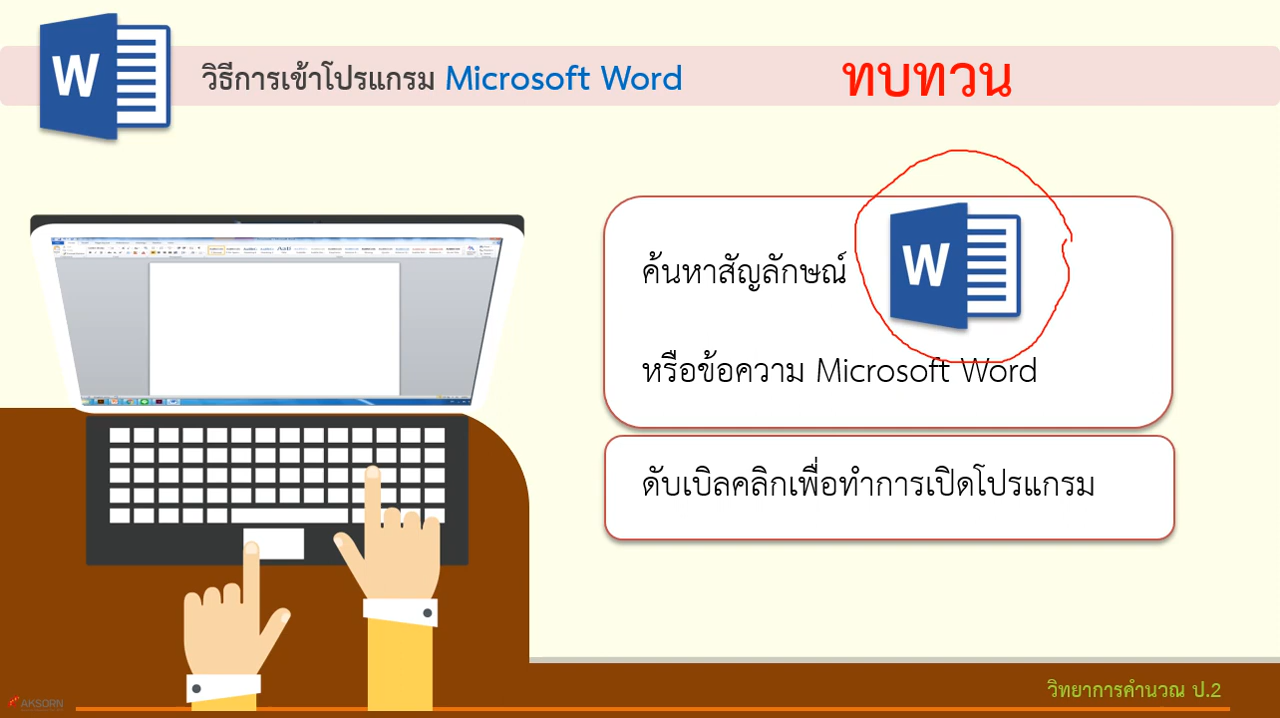 W
วิธีการเข้าโปรแกรม Microsoft Word
ทบทวน
ค้นหาสัญลักษณ์
W
หรือข้อความ Microsoft Word
ดับเบิลคลิกเพื่อทำการเปิดโปรแกรม
วิทยาการคำนวณ ป.2
AKSORN